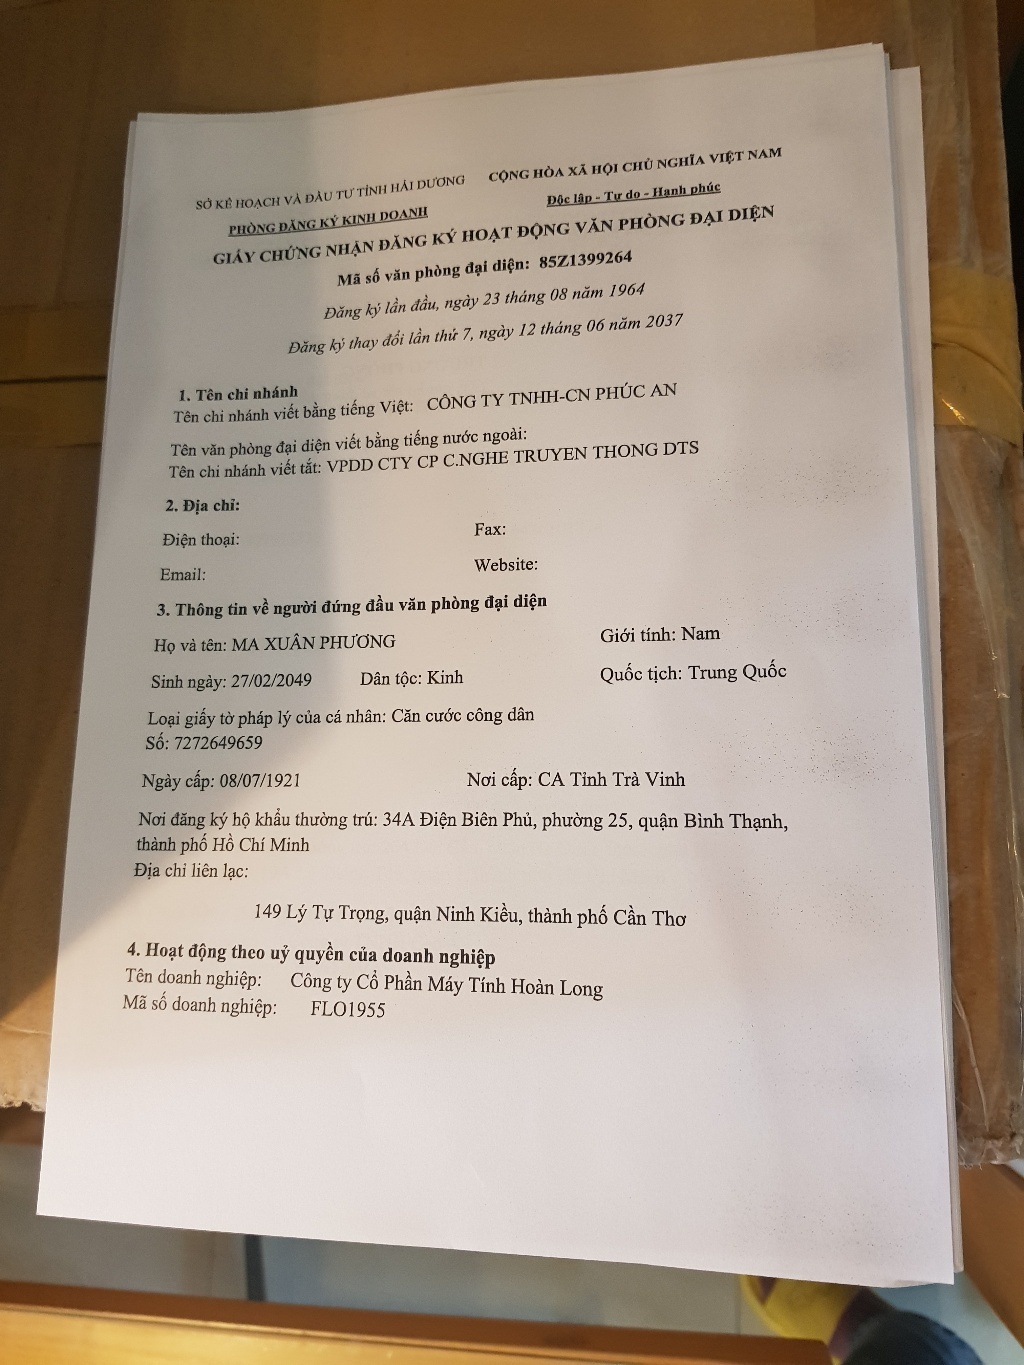 SỞ KẾ HOẠCH VÀ ĐẦU TƯ TỈNH HẢI DƯƠNG
PHÒNG ĐĂNG KÝ KINH DOANH
CỘNG HÒA XÃ HỘI CHỦ NGHĨA VIỆT NAM
Độc lập - Tự do - Hạnh phúc
GIẤY CHỨNG NHẬN ĐĂNG KÝ HOẠT ĐỘNG VĂN PHÒNG ĐẠI DIỆN
Mã số văn phòng đại diện: 85Z1399264
Đăng ký lần đầu, ngày 23 tháng 08 năm 1964
Đăng ký thay đổi lần thứ 7, ngày 12 tháng 06 năm 2037
1. Tên chi nhánh
Tên chi nhánh viết bằng tiếng Việt: CÔNG TY TNHH-CN PHÚC AN
Tên văn phòng đại diện viết bằng tiếng nước ngoài:
Tên chi nhánh viết tắt: VPDD CTY CP C.NGHE TRUYEN THONG DTS
2. Địa chỉ:
Điện thoại: Fax:
Email: Website:
3. Thông tin về người đứng đầu văn phòng đại diện
Họ và tên: MA XUÂN PHƯƠNG Giới tính: Nam
Sinh ngày: 27/02/2049 Dân tộc: Kinh Quốc tịch: Trung Quốc
Loại giấy tờ pháp lý của cá nhân: Căn cước công dân
Số: 7272649659
Ngày cấp: 08/07/1921 Nơi cấp: CA Tỉnh Trà Vinh
Nơi đăng ký hộ khẩu thường trú: 34A Điện Biên Phủ, phường 25, quận Bình Thạnh,
thành phố Hồ Chí Minh
Địa chỉ liên lạc:
149 Lý Tự Trọng, quận Ninh Kiều, thành phố Cần Thơ
4. Hoạt động theo uỷ quyền của doanh nghiệp
Tên doanh nghiệp: Công ty Cổ Phần Máy Tính Hoàn Long
Mã số doanh nghiệp: FLO1955